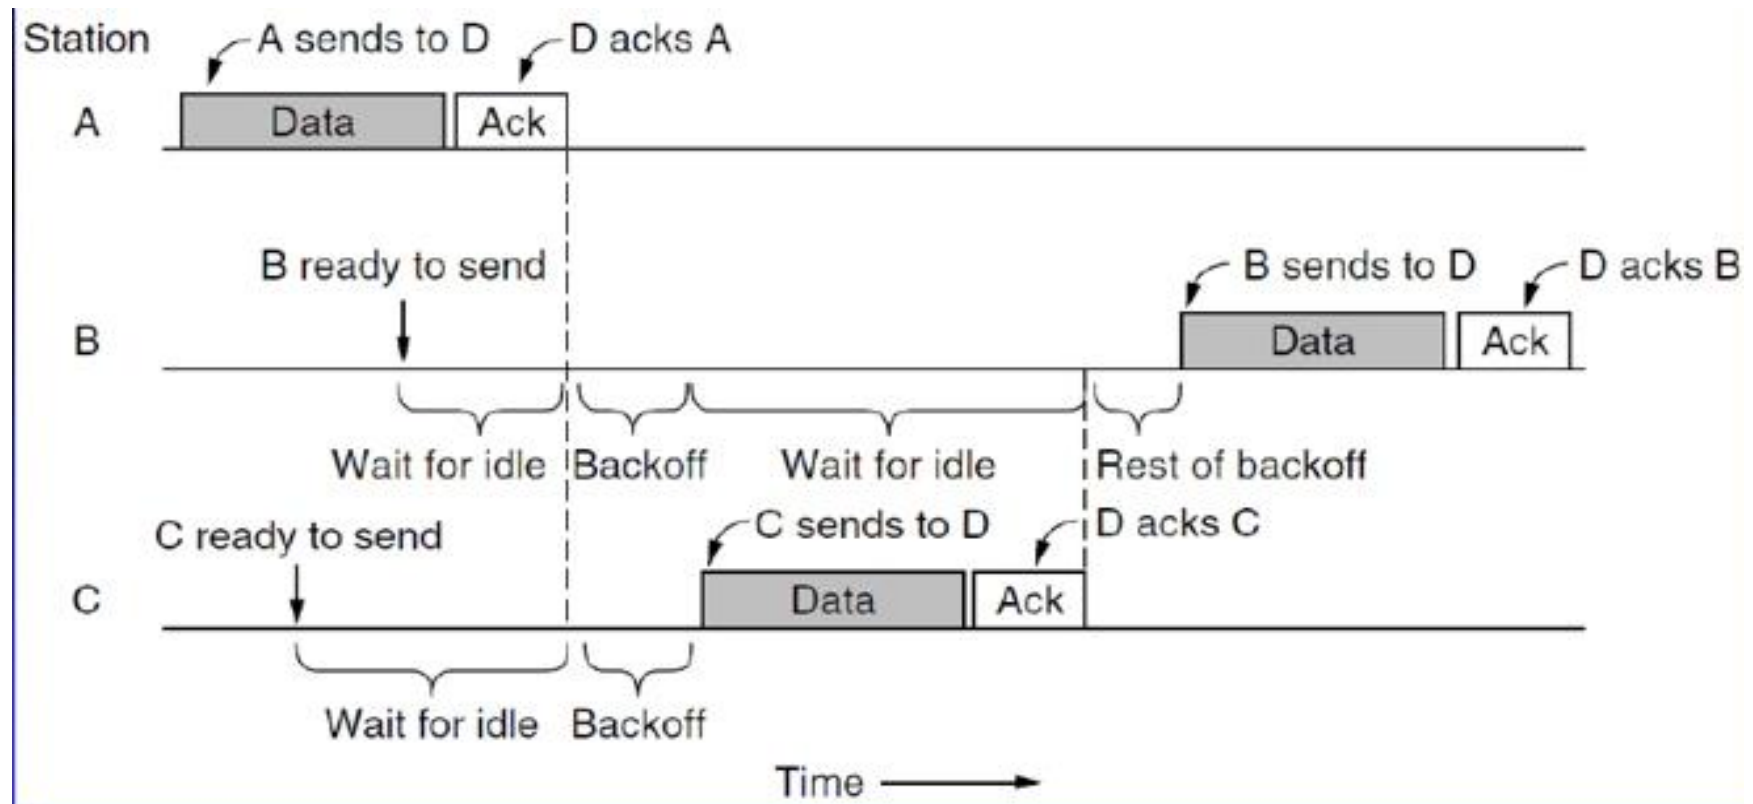 Station
A sends to D
D acks A
A
Data
Ack
B ready to send
B sends to D
D acks B
B
Data
Ack
Wait for idle
Backoff
Wait for idle
Rest of backoff
C ready to send
C sends to D
D acks C
C
Data
Ack
Wait for idle
Backoff
Time